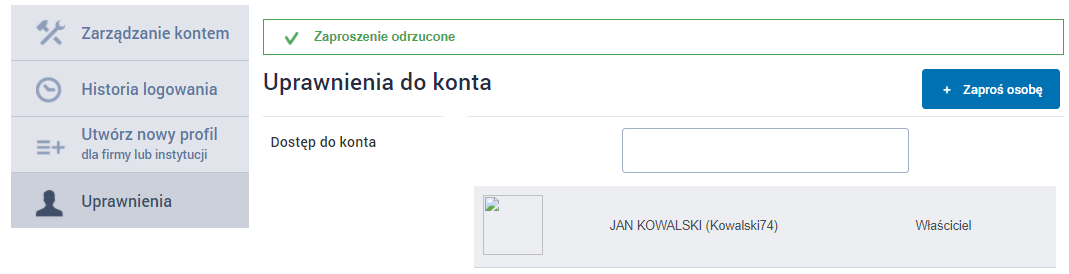 Zarządzanie kontem
Historia logowania
Utwórz nowy profil
dla firmy lub instytucji
Uprawnienia
Zaproszenie odrzucone
Uprawnienia do konta
+ Zaproś osobę
Dostęp do konta
JAN KOWALSKI (Kowalski74) Właściciel